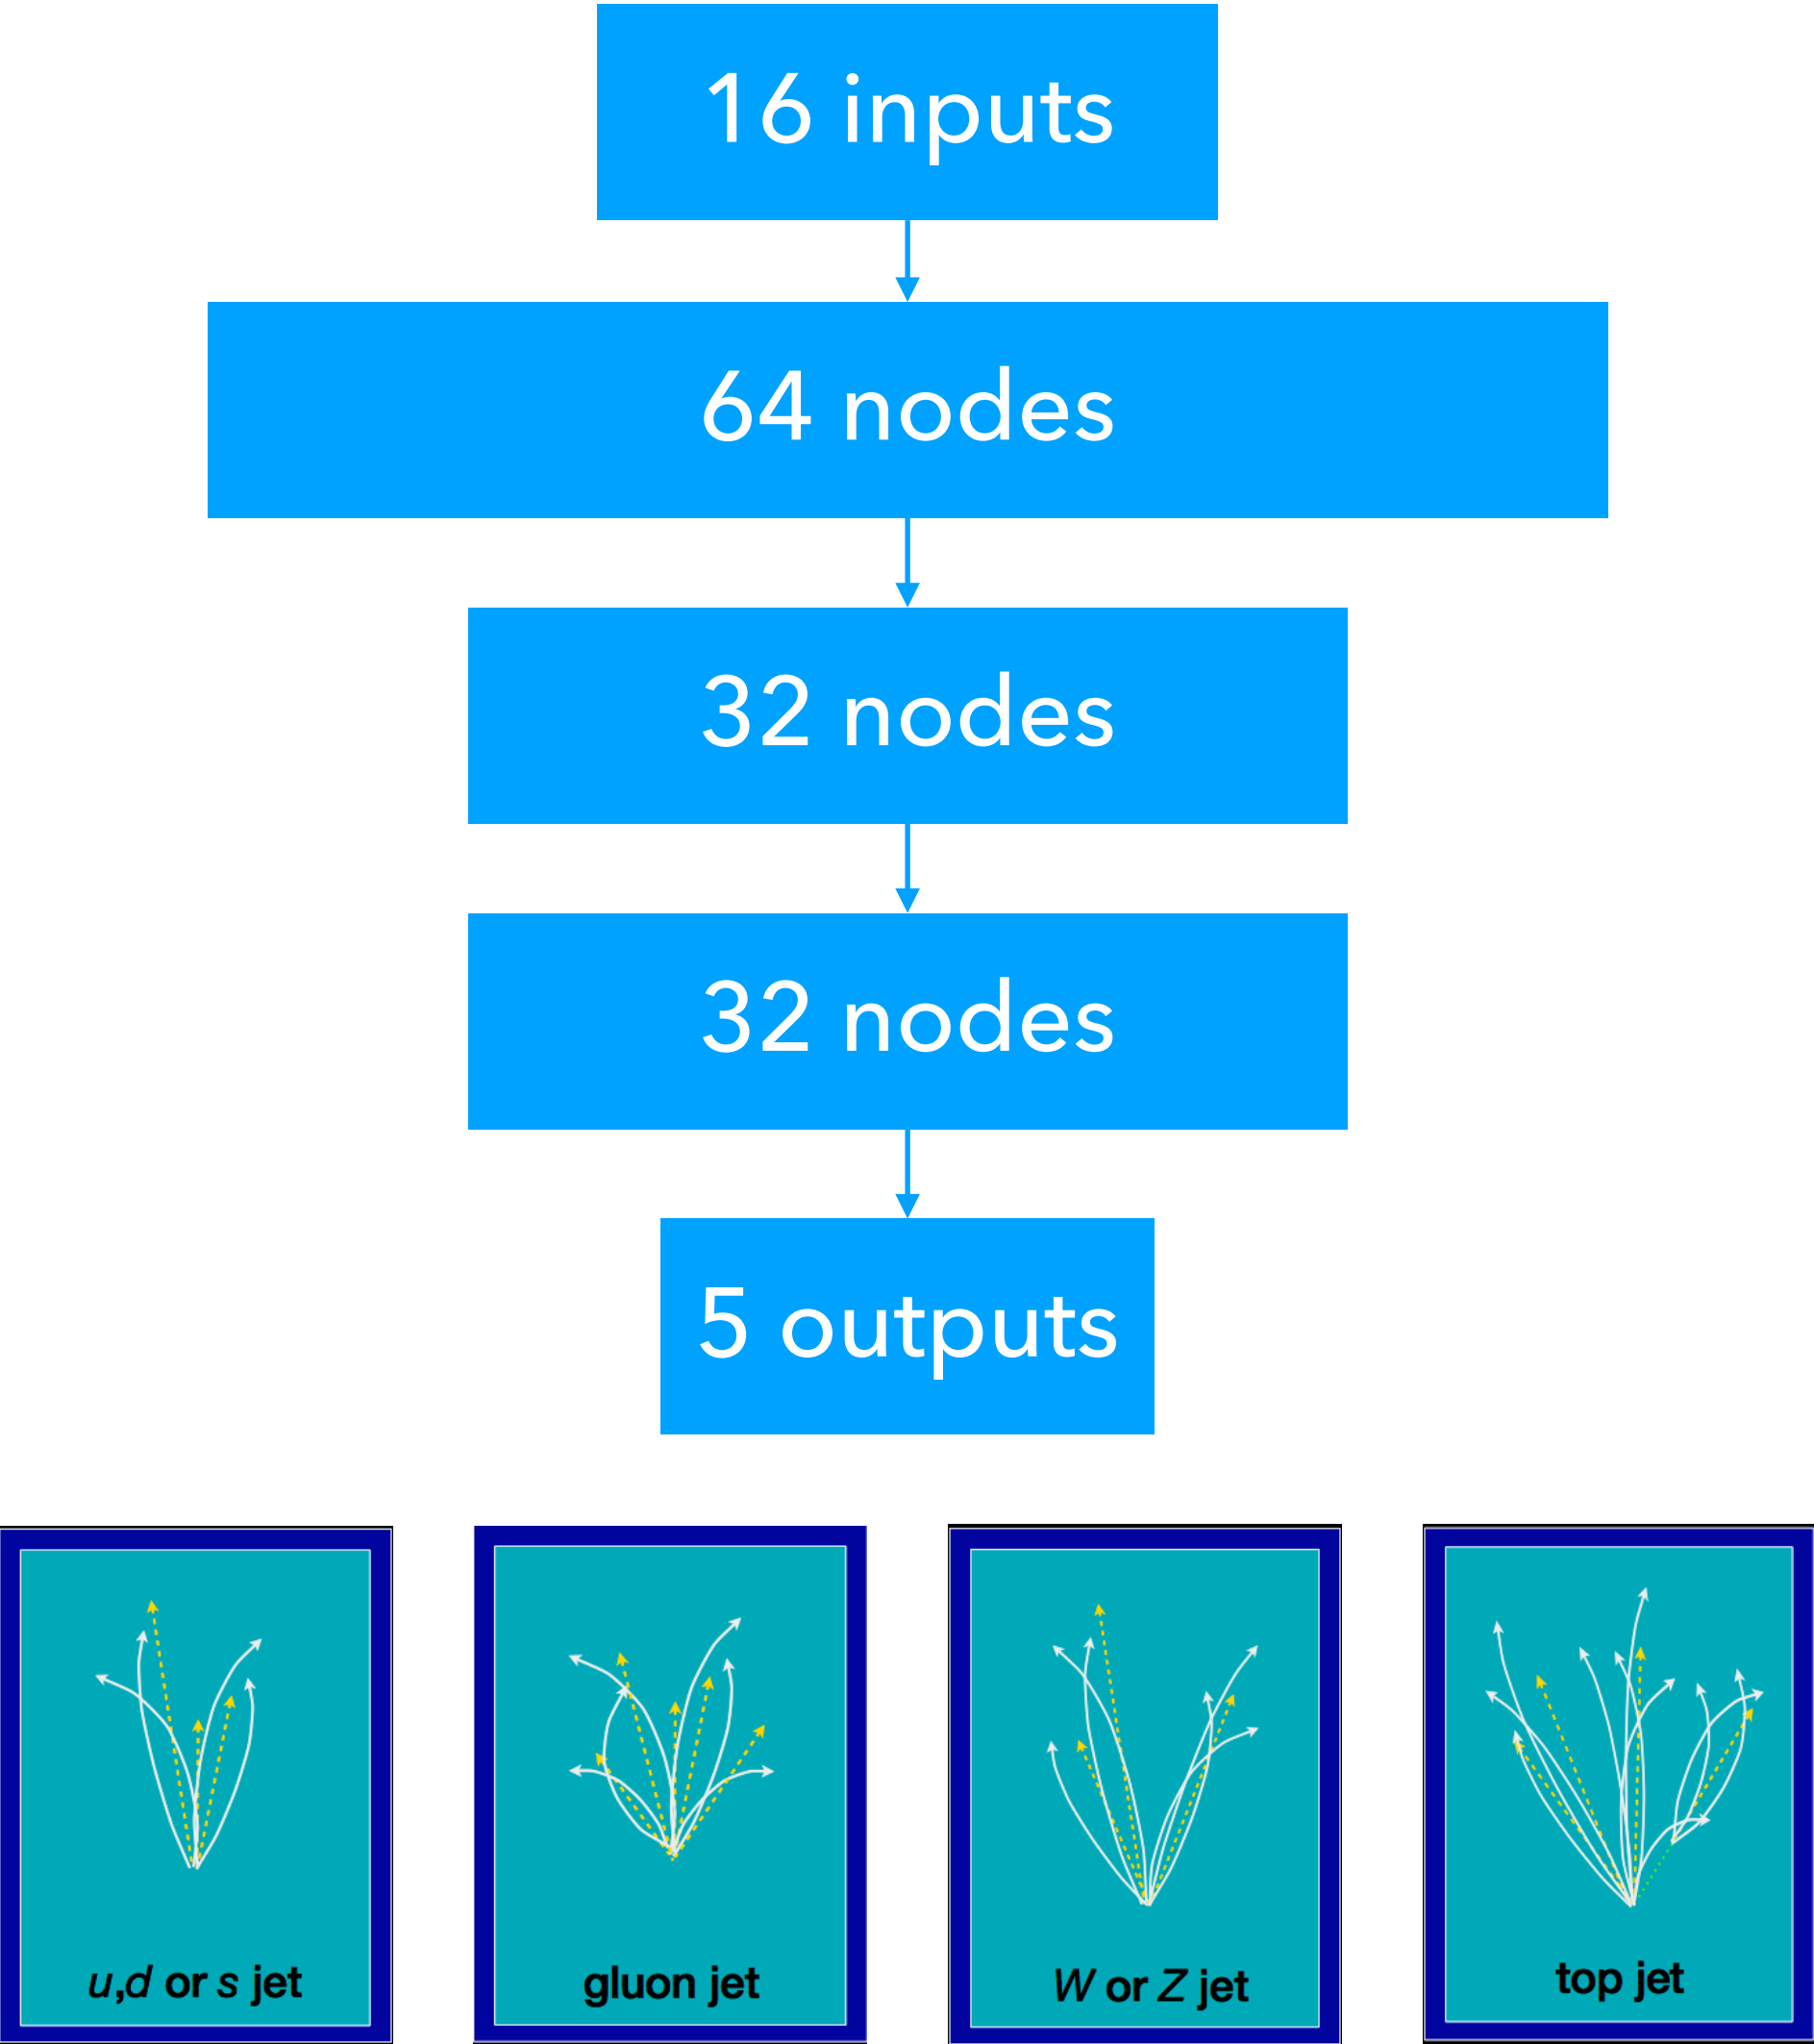 16 inputs
64 nodes
32 nodes
32 nodes
5 outputs
u,d or s jet
gluon jet
W or Z jet
top jet